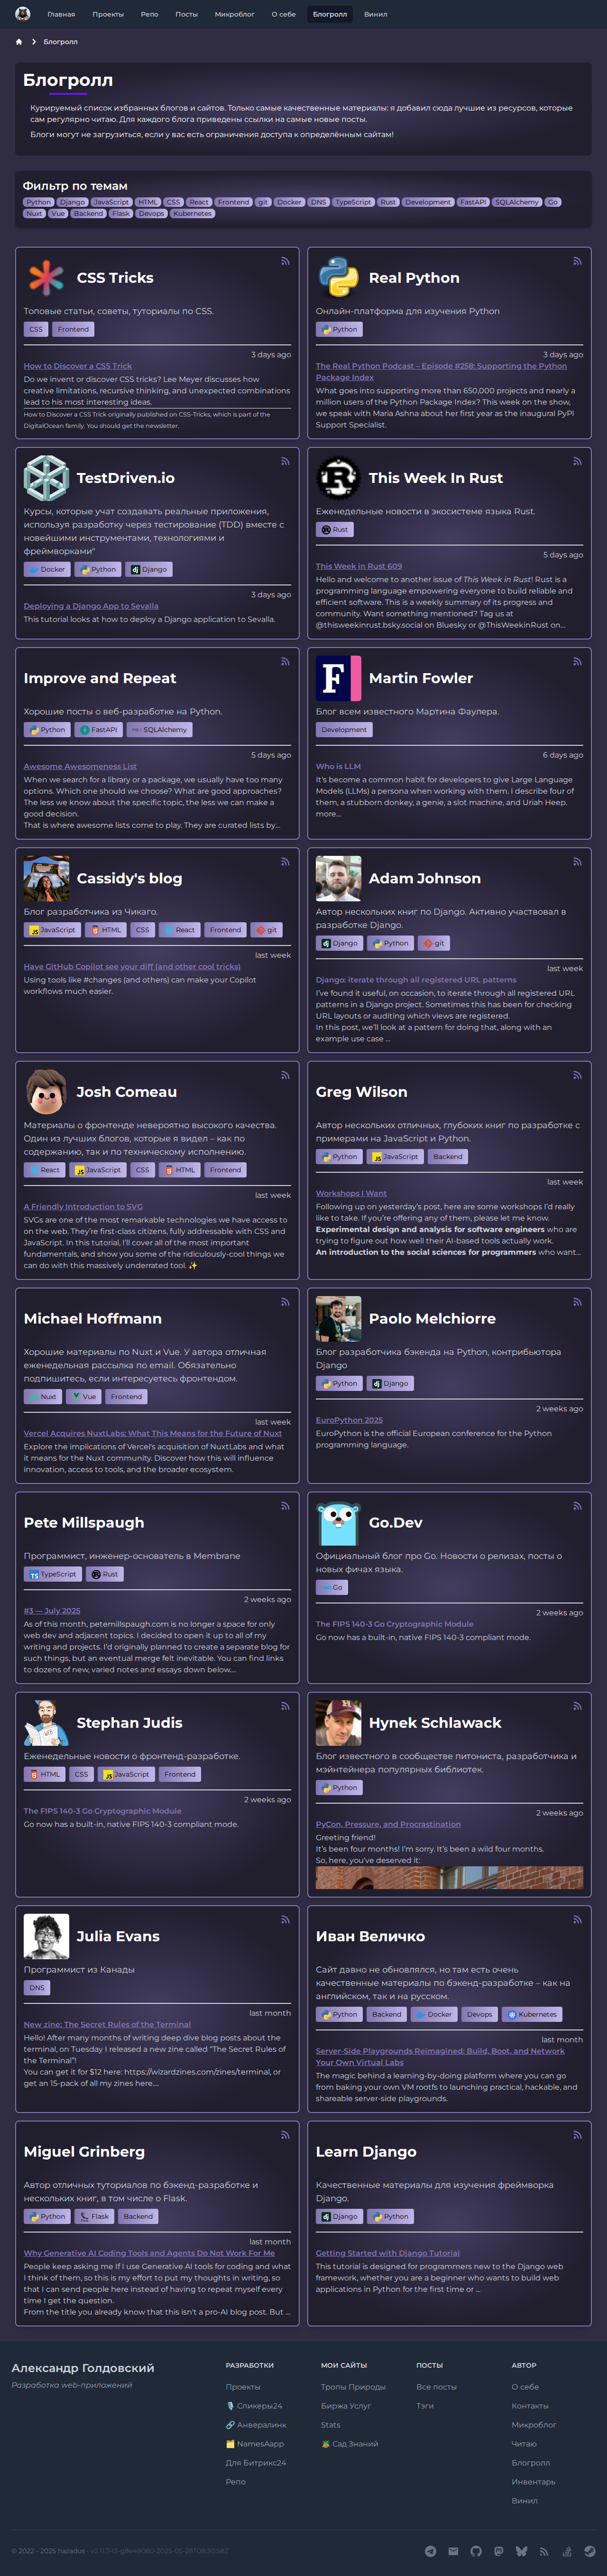 Главная Проекты Репо Посты Микроблог О себе Блогролл Винил
Блогролл
Блогролл
Курируемый список избранных блогов и сайтов. Только самые качественные материалы: я добавил сюда лучшие из ресурсов, которые
сам регулярно читаю. Для каждого блога приведены ссылки на самые новые посты.
Блоги могут не загрузиться, если у вас есть ограничения доступа к определённым сайтам!
Фильтр по темам
Python Django JavaScript HTML CSS React Frontend git Docker DNS TypeScript Rust Development FastAPI SQLAlchemy Go
Nuxt Vue Backend Flask Devops Kubernetes
CSS Tricks
Топовые статьи, советы, туториалы по CSS.
CSS Frontend
3 days ago
How to Discover a CSS Trick
Do we invent or discover CSS tricks? Lee Meyer discusses how
creative limitations, recursive thinking, and unexpected combinations
lead to his most interesting ideas.
How to Discover a CSS Trick originally published on CSS-Tricks, which is part of the
DigitalOcean family. You should get the newsletter.
Real Python
Онлайн-платформа для изучения Python
Python
3 days ago
The Real Python Podcast – Episode #258: Supporting the Python
Package Index
What goes into supporting more than 650,000 projects and nearly a
million users of the Python Package Index? This week on the show,
we speak with Maria Ashna about her first year as the inaugural PyPI
Support Specialist.
TestDriven.io
Курсы, которые учат создавать реальные приложения,
используя разработку через тестирование (TDD) вместе с
новейшими инструментами, технологиями и
фреймворками"
Docker Python Django
3 days ago
Deploying a Django App to Sevalla
This tutorial looks at how to deploy a Django application to Sevalla.
This Week In Rust
Еженедельные новости в экосистеме языка Rust.
Rust
5 days ago
This Week in Rust 609
Hello and welcome to another issue of This Week in Rust! Rust is a
programming language empowering everyone to build reliable and
efficient software. This is a weekly summary of its progress and
community. Want something mentioned? Tag us at
@thisweekinrust.bsky.social on Bluesky or @ThisWeekinRust on...
Improve and Repeat
Хорошие посты о веб-разработке на Python.
Python FastAPI SQLAlchemy
5 days ago
Awesome Awesomeness List
When we search for a library or a package, we usually have too many
options. Which one should we choose? What are good approaches?
The less we know about the specific topic, the less we can make a
good decision.
That is where awesome lists come to play. They are curated lists by...
Martin Fowler
Блог всем известного Мартина Фаулера.
Development
6 days ago
Who is LLM
It's become a common habit for developers to give Large Language
Models (LLMs) a persona when working with them. I describe four of
them, a stubborn donkey, a genie, a slot machine, and Uriah Heep.
more...
Cassidy's blog
Блог разработчика из Чикаго.
JavaScript HTML CSS React Frontend git
last week
Have GitHub Copilot see your diff (and other cool tricks)
Using tools like #changes (and others) can make your Copilot
workflows much easier.
Adam Johnson
Автор нескольких книг по Django. Активно участвовал в
разработке Django.
Django Python git
last week
Django: iterate through all registered URL patterns
I've found it useful, on occasion, to iterate through all registered URL
patterns in a Django project. Sometimes this has been for checking
URL layouts or auditing which views are registered.
In this post, we'll look at a pattern for doing that, along with an
example use case ...
Josh Comeau
Материалы о фронтенде невероятно высокого качества.
Один из лучших блогов, которые я видел – как по
содержанию, так и по техническому исполнению.
React JavaScript CSS HTML Frontend
last week
A Friendly Introduction to SVG
SVGs are one of the most remarkable technologies we have access to
on the web. They're first-class citizens, fully addressable with CSS and
JavaScript. In this tutorial, I'll cover all of the most important
fundamentals, and show you some of the ridiculously-cool things we
can do with this massively underrated tool. ✨
Greg Wilson
Автор нескольких отличных, глубоких книг по разработке с
примерами на JavaScript и Python.
Python JavaScript Backend
last week
Workshops I Want
Following up on yesterday's post, here are some workshops I'd really
like to take. If you're offering any of them, please let me know.
Experimental design and analysis for software engineers who are
trying to figure out how well their AI-based tools actually work.
An introduction to the social sciences for programmers who want...
Michael Hoffmann
Хорошие материалы по Nuxt и Vue. У автора отличная
еженедельная рассылка по email. Обязательно
подпишитесь, если интересуетесь фронтендом.
Nuxt Vue Frontend
last week
Vercel Acquires NuxtLabs: What This Means for the Future of Nuxt
Explore the implications of Vercel's acquisition of NuxtLabs and what
it means for the Nuxt community. Discover how this will influence
innovation, access to tools, and the broader ecosystem.
Paolo Melchiorre
Блог разработчика бэкенда на Python, контрибьютора
Django
Python Django
2 weeks ago
EuroPython 2025
EuroPython is the official European conference for the Python
programming language.
Pete Millspaugh
Программист, инженер-основатель в Membrane
TypeScript Rust
2 weeks ago
#3 — July 2025
As of this month, petemillspaugh.com is no longer a space for only
web dev and adjacent topics. I decided to open it up to all of my
writing and projects. I'd originally planned to create a separate blog for
such things, but an eventual merge felt inevitable. You can find links
to dozens of new, varied notes and essays down below....
Go.Dev
Официальный блог про Go. Новости о релизах, посты о
новых фичах языка.
Go
2 weeks ago
The FIPS 140-3 Go Cryptographic Module
Go now has a built-in, native FIPS 140-3 compliant mode.
Stephan Judis
Еженедельные новости о фронтенд-разработке.
HTML CSS JavaScript Frontend
2 weeks ago
The FIPS 140-3 Go Cryptographic Module
Go now has a built-in, native FIPS 140-3 compliant mode.
Hynek Schlawack
Блог известного в сообществе питониста, разработчика и
мэйнтейнера популярных библиотек.
Python
2 weeks ago
PyCon, Pressure, and Procrastination
Greeting friend!
It's been four months! I'm sorry. It's been a wild four months.
So, here, you've deserved it:
Julia Evans
Программист из Канады
DNS
last month
New zine: The Secret Rules of the Terminal
Hello! After many months of writing deep dive blog posts about the
terminal, on Tuesday I released a new zine called "The Secret Rules of
the Terminal"!
You can get it for $12 here: https://wizardzines.com/zines/terminal, or
get an 15-pack of all my zines here....
Иван Величко
Сайт давно не обновлялся, но там есть очень
качественные материалы по бэкенд-разработке – как на
английском, так и на русском.
Python Backend Docker Devops Kubernetes
last month
Server-Side Playgrounds Reimagined: Build, Boot, and Network
Your Own Virtual Labs
The magic behind a learning-by-doing platform where you can go
from baking your own VM rootfs to launching practical, hackable, and
shareable server-side playgrounds.
Miguel Grinberg
Автор отличных туториалов по бэкенд-разработке и
нескольких книг, в том числе о Flask.
Python Flask Backend
last month
Why Generative AI Coding Tools and Agents Do Not Work For Me
People keep asking me If I use Generative AI tools for coding and what
I think of them, so this is my effort to put my thoughts in writing, so
that I can send people here instead of having to repeat myself every
time I get the question.
From the title you already know that this isn't a pro-AI blog post. But ...
Learn Django
Качественные материалы для изучения фреймворка
Django.
Django Python
Getting Started with Django Tutorial
This tutorial is designed for programmers new to the Django web
framework, whether you are a beginner who wants to build web
applications in Python for the first time or ...
Александр Голдовский
Разработка web-приложений
РАЗРАБОТКИ
Проекты
🎙️ Спикеры24
🔗 Анвералинк
🗂️ NamesAapp
Для Битрикс24
Репо
МОИ САЙТЫ
Тропы Природы
Биржа Услуг
Stats
🪴 Сад Знаний
ПОСТЫ
Все посты
Тэги
АВТОР
О себе
Контакты
Микроблог
Читаю
Блогролл
Инвентарь
Винил
© 2022 - 2025 hazadus